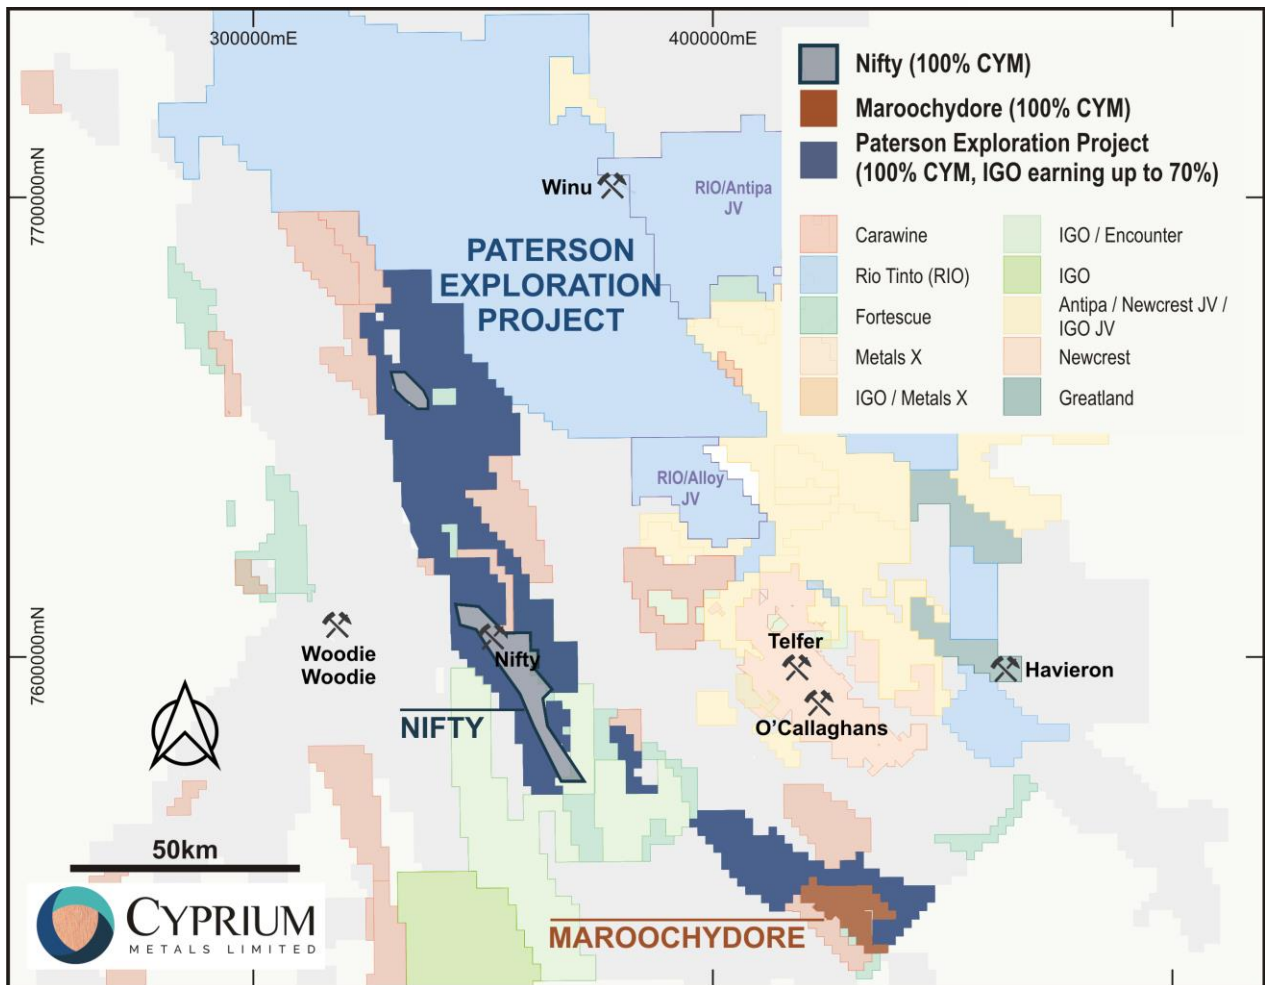 300000mE
400000mE
7700000mN
7600000mN
Nifty (100% CYM)
Maroochydore (100% CYM)
Paterson Exploration Project
(100% CYM, IGO earning up to 70%)
Carawine
Rio Tinto (RIO)
Fortescue
Metals X
IGO / Metals X
IGO / Encounter
IGO
Antipa / Newcrest JV /
IGO JV
Newcrest
Greatland
Winu
RIO/Antipa
JV
PATERSON
EXPLORATION
PROJECT
RIO/Alloy
JV
Woodie
Woodie
Nifty
Telfer
O'Callaghans
Havieron
NIFTY
MAROOCHYDORE
50km
CYPRIUM
METALS LIMITED